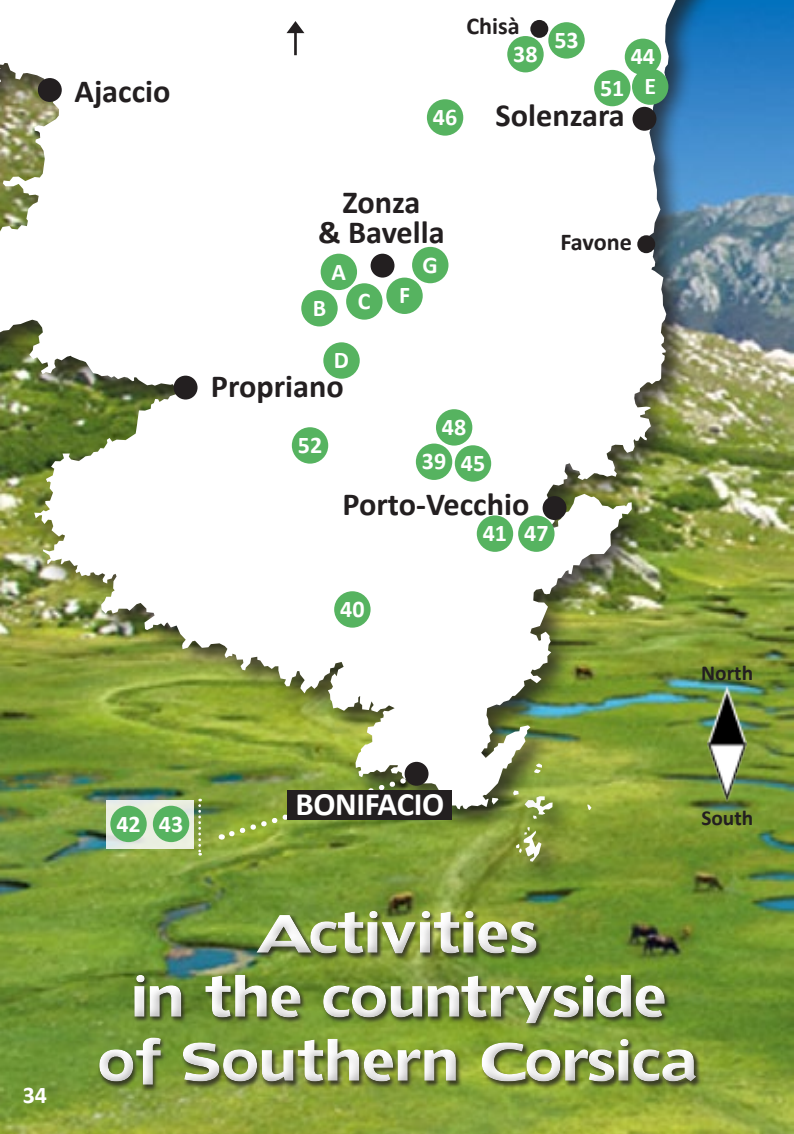 Chisà
38
53
44
51
E
Ajaccio
46
Solenzara
Zonza
& Bavella
Favone
A
G
B
C
F
D
Propriano
52
48
39
45
Porto-Vecchio
41
47
40
North
South
BONIFACIO
42
43
Activities
in the countryside
of Southern Corsica
34